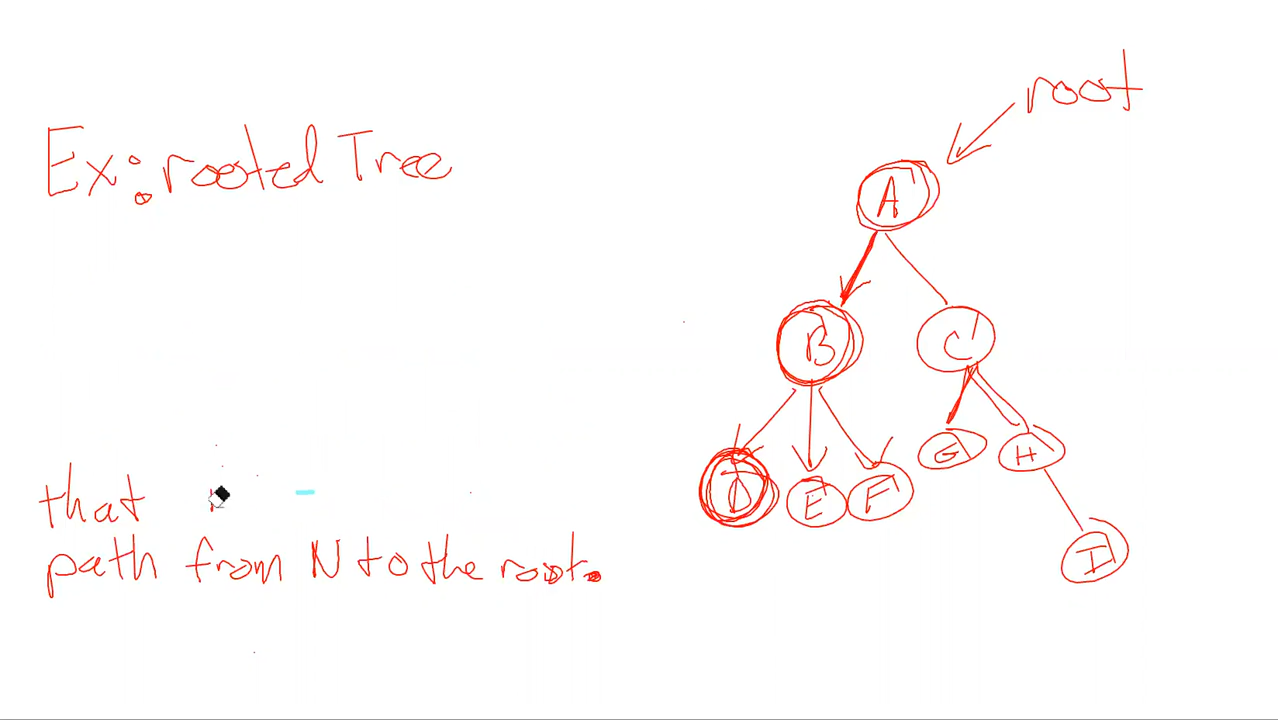 root
Ex: rooted Tree
A
B
C
G
H
D
E
F
that
path from N to the root.
I